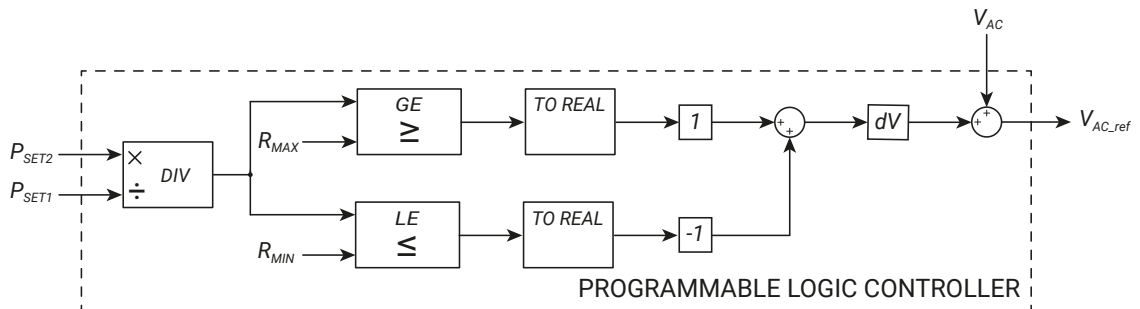 V_AC
GE
≥
TO REAL
1
+
+
dV
+
+
V_AC_ref
R_MAX
P_SET2
×
DIV
P_SET1
÷
LE
≤
TO REAL
-1
R_MIN
PROGRAMMABLE LOGIC CONTROLLER